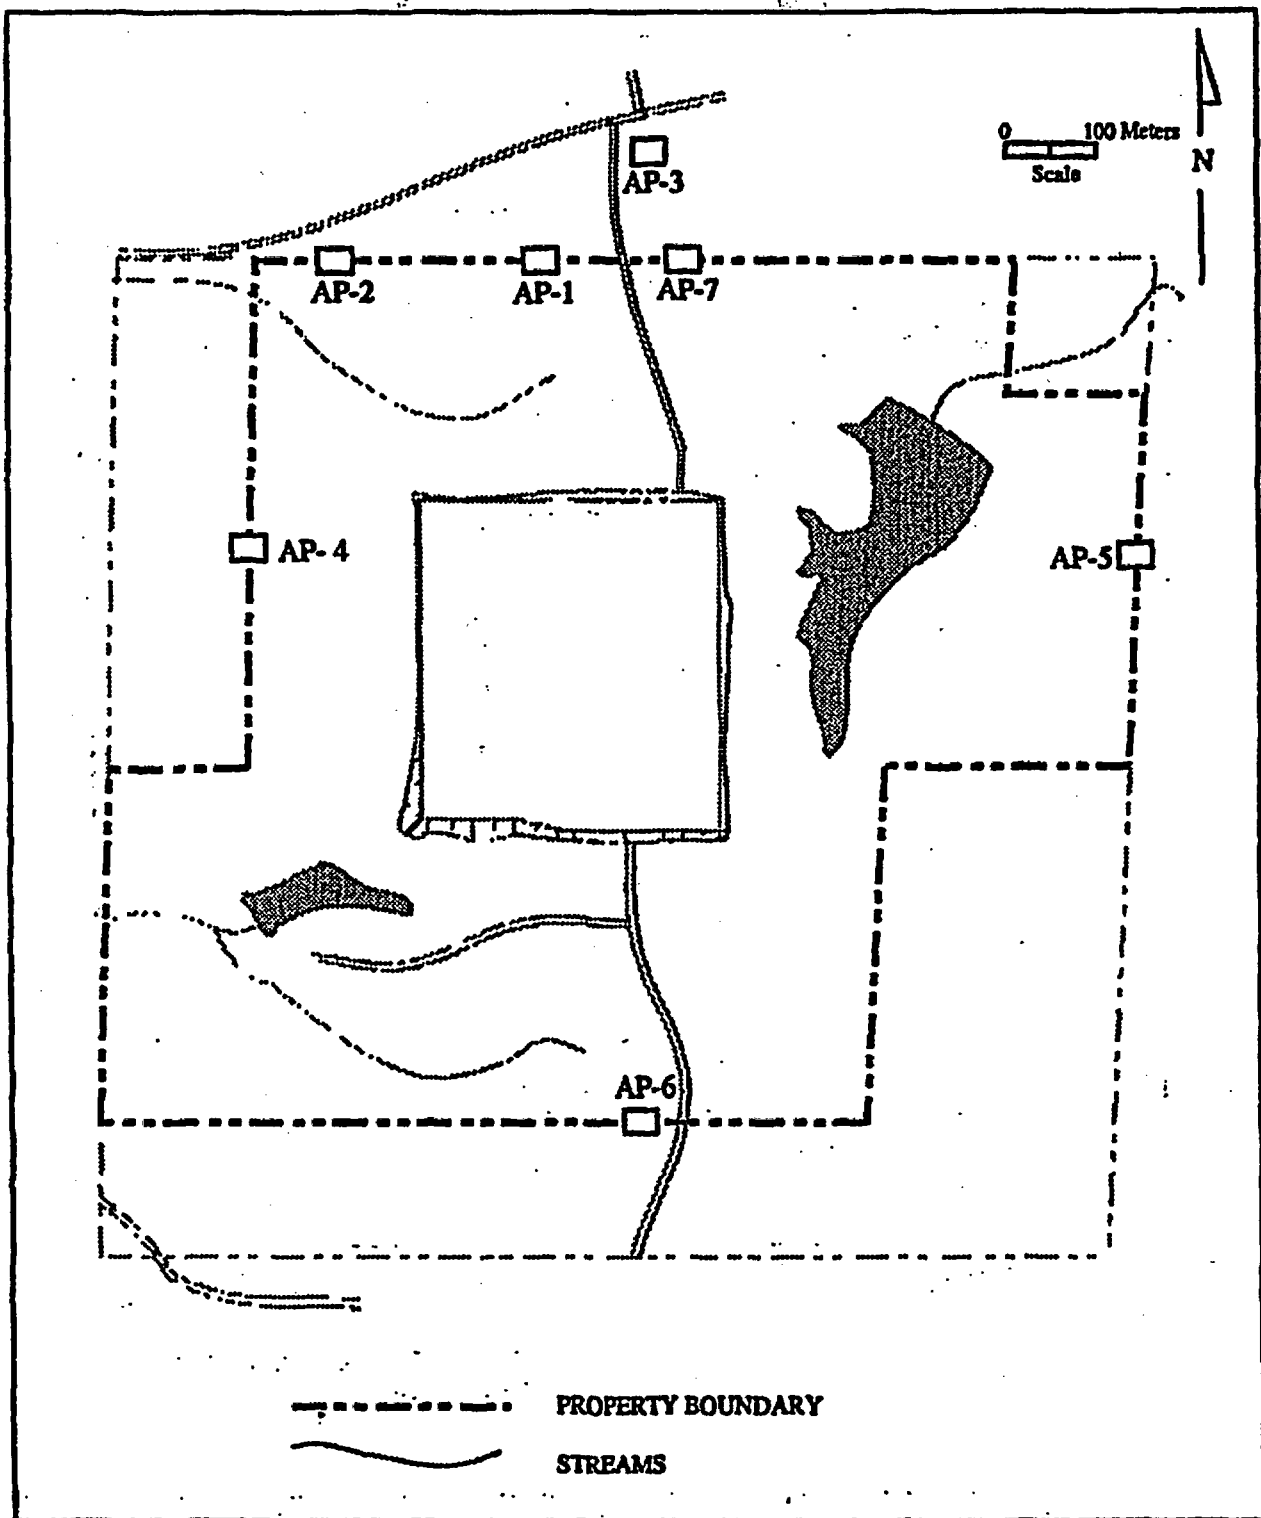 0 100 Meters
Scale
N
AP-3
AP-2
AP-1
AP-7
AP- 4
AP-5
AP-6
PROPERTY BOUNDARY
STREAMS